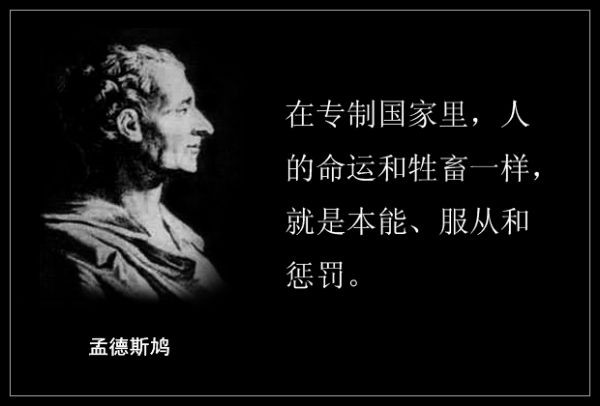 在专制国家里，人
的命运和牲畜一样，
就是本能、服从和
惩罚。
孟德斯鸠